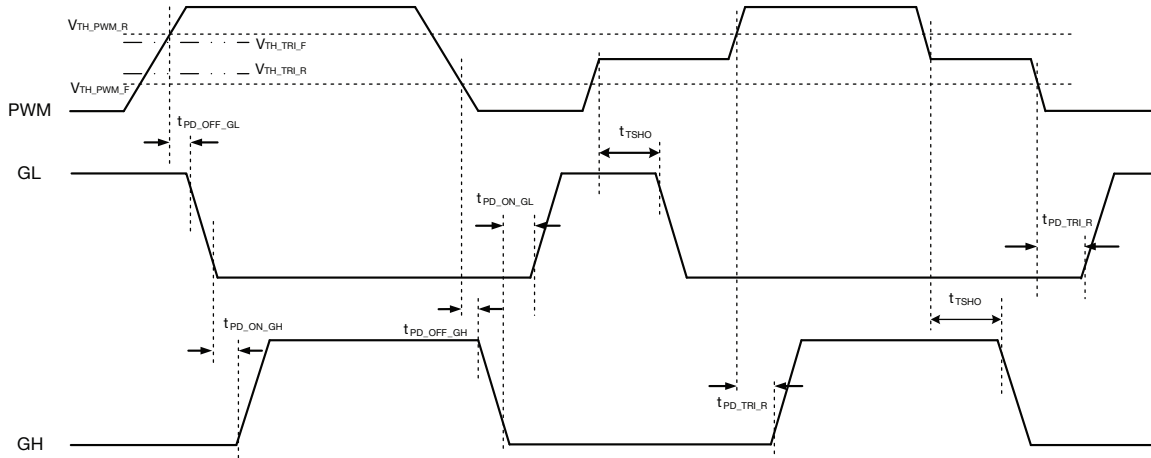 VTH_PWM_R
VTH_TRI_F
VTH_TRI_R
VTH_PWM_F
PWM
tPD_OFF_GL
tTSHO
GL
tPD_ON_GL
tPD_TRI_R
tPD_ON_GH
tPD_OFF_GH
tTSHO
tPD_TRI_R
GH